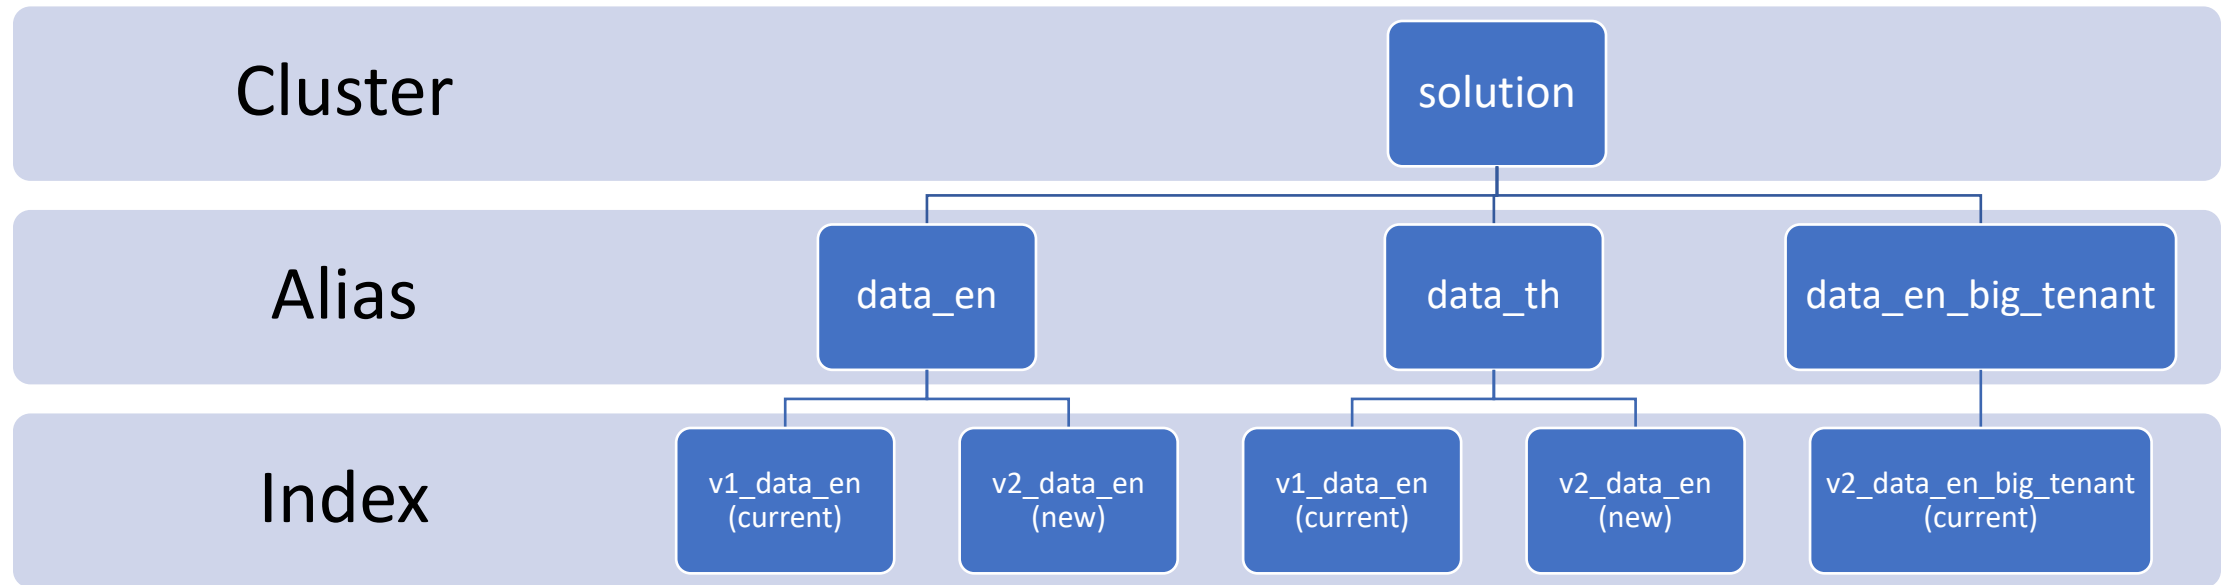 Cluster
solution
Alias
data_en
data_th
data_en_big_tenant
Index
v1_data_en
(current)
v2_data_en
(new)
v1_data_en
(current)
v2_data_en
(new)
v2_data_en_big_tenant
(current)